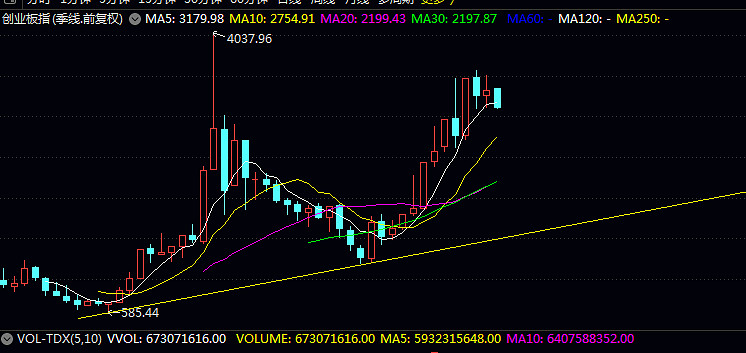 创业板指(季线,前复权) MA5: 3179.98 MA10: 2754.91 MA20: 2199.43 MA30: 2197.87 MA60: - MA120: - MA250: -
4037.96
585.44
VOL-TDX(5,10) VVOL: 673071616.00 VOLUME: 673071616.00 MA5: 5932315648.00 MA10: 6407588352.00